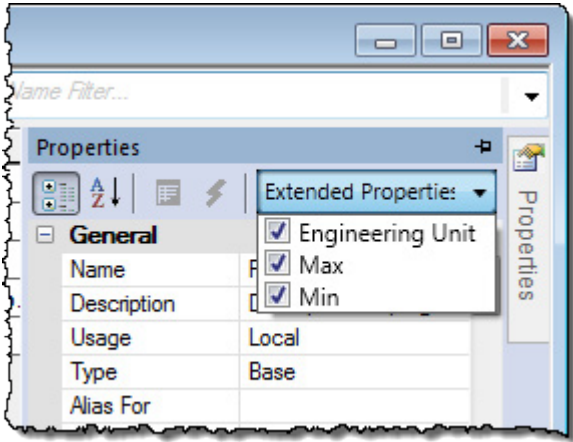 Name Filter...
Properties
Extended Properties
Engineering Unit
General
Max
Name
Min
Description
Usage Local
Type Base
Alias For
Properties